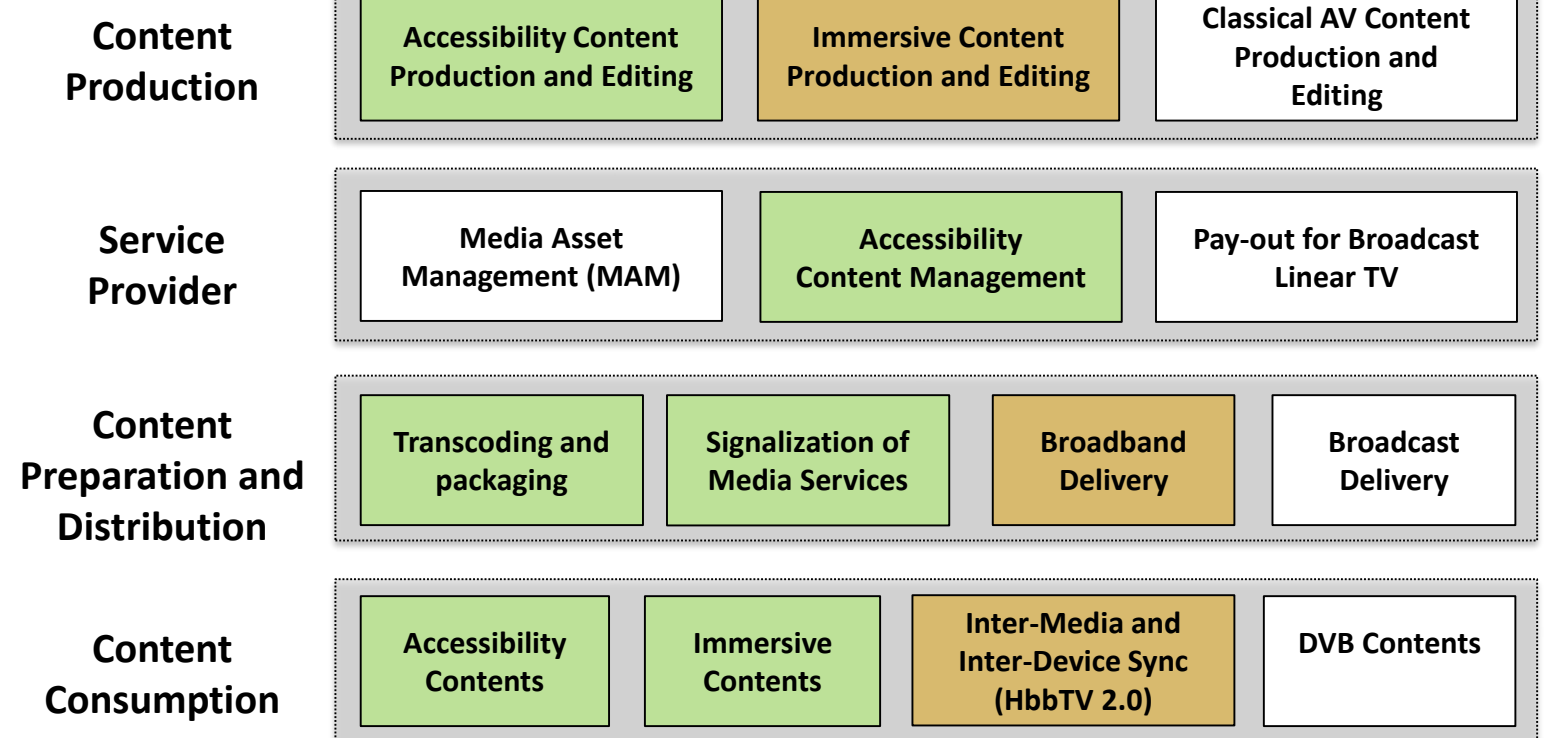 Content
Production
Accessibility Content
Production and Editing
Immersive Content
Production and Editing
Classical AV Content
Production and
Editing
Service
Provider
Media Asset
Management (MAM)
Accessibility
Content Management
Pay-out for Broadcast
Linear TV
Content
Preparation and
Distribution
Transcoding and
packaging
Signalization of
Media Services
Broadband
Delivery
Broadcast
Delivery
Content
Consumption
Accessibility
Contents
Immersive
Contents
Inter-Media and
Inter-Device Sync
(HbbTV 2.0)
DVB Contents